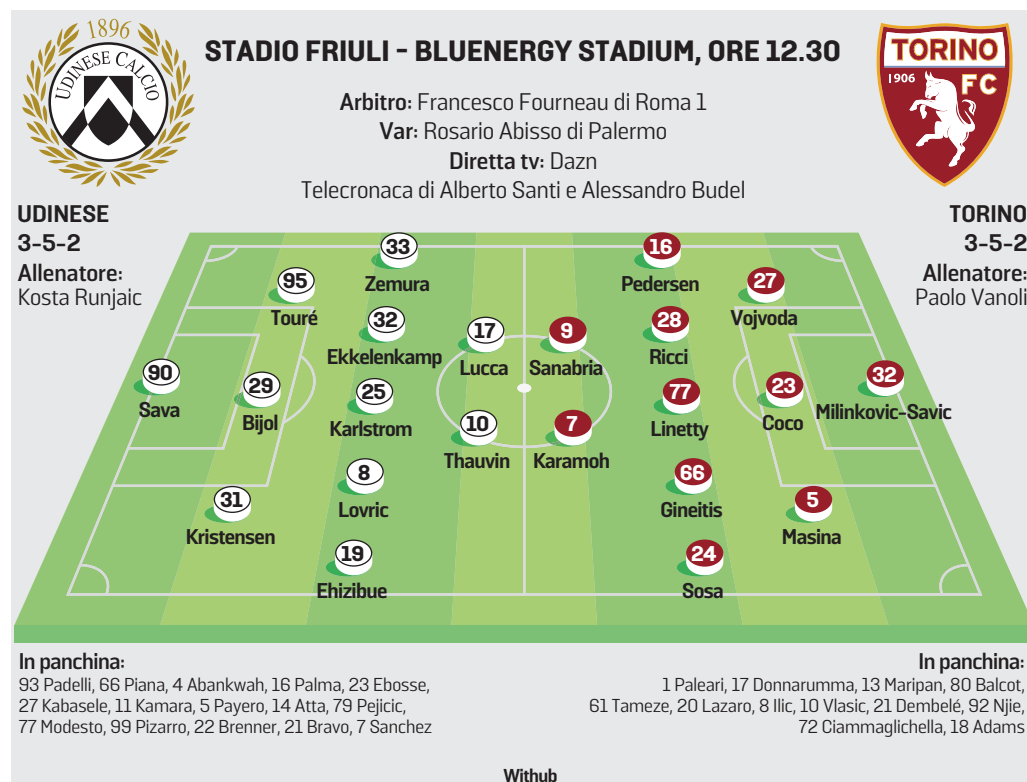 1896
UDINESE CALCIO
TORINO
1906
FC
STADIO FRIULI - BLUENERGY STADIUM, ORE 12.30
Arbitro: Francesco Fourneau di Roma 1
Var: Rosario Abisso di Palermo
Diretta tv: Dazn
Telecronaca di Alberto Santi e Alessandro Budel
UDINESE
3-5-2
Allenatore:
Kosta Runjaic
TORINO
3-5-2
Allenatore:
Paolo Vanoli
33
Zemura
95
Touré
32
Ekkelenkamp
17
Lucca
90
Sava
29
Bijol
25
Karlstrom
10
Thauvin
8
Lovric
31
Kristensen
19
Ehizibue
16
Pedersen
27
Vojvoda
28
Ricci
9
Sanabria
32
Milinkovic-Savic
23
Coco
77
Linetty
7
Karamoh
66
Gineitis
5
Masina
24
Sosa
In panchina:
93 Padelli, 66 Piana, 4 Abankwah, 16 Palma, 23 Ebosse,
27 Kabasele, 11 Kamara, 5 Payero, 14 Atta, 79 Pejicic,
77 Modesto, 99 Pizarro, 22 Brenner, 21 Bravo, 7 Sanchez
In panchina:
1 Paleari, 17 Donnarumma, 13 Maripan, 80 Balcot,
61 Tameze, 20 Lazaro, 8 Ilic, 10 Vlasic, 21 Dembelé, 92 Njie,
72 Ciammaglichella, 18 Adams
Withub